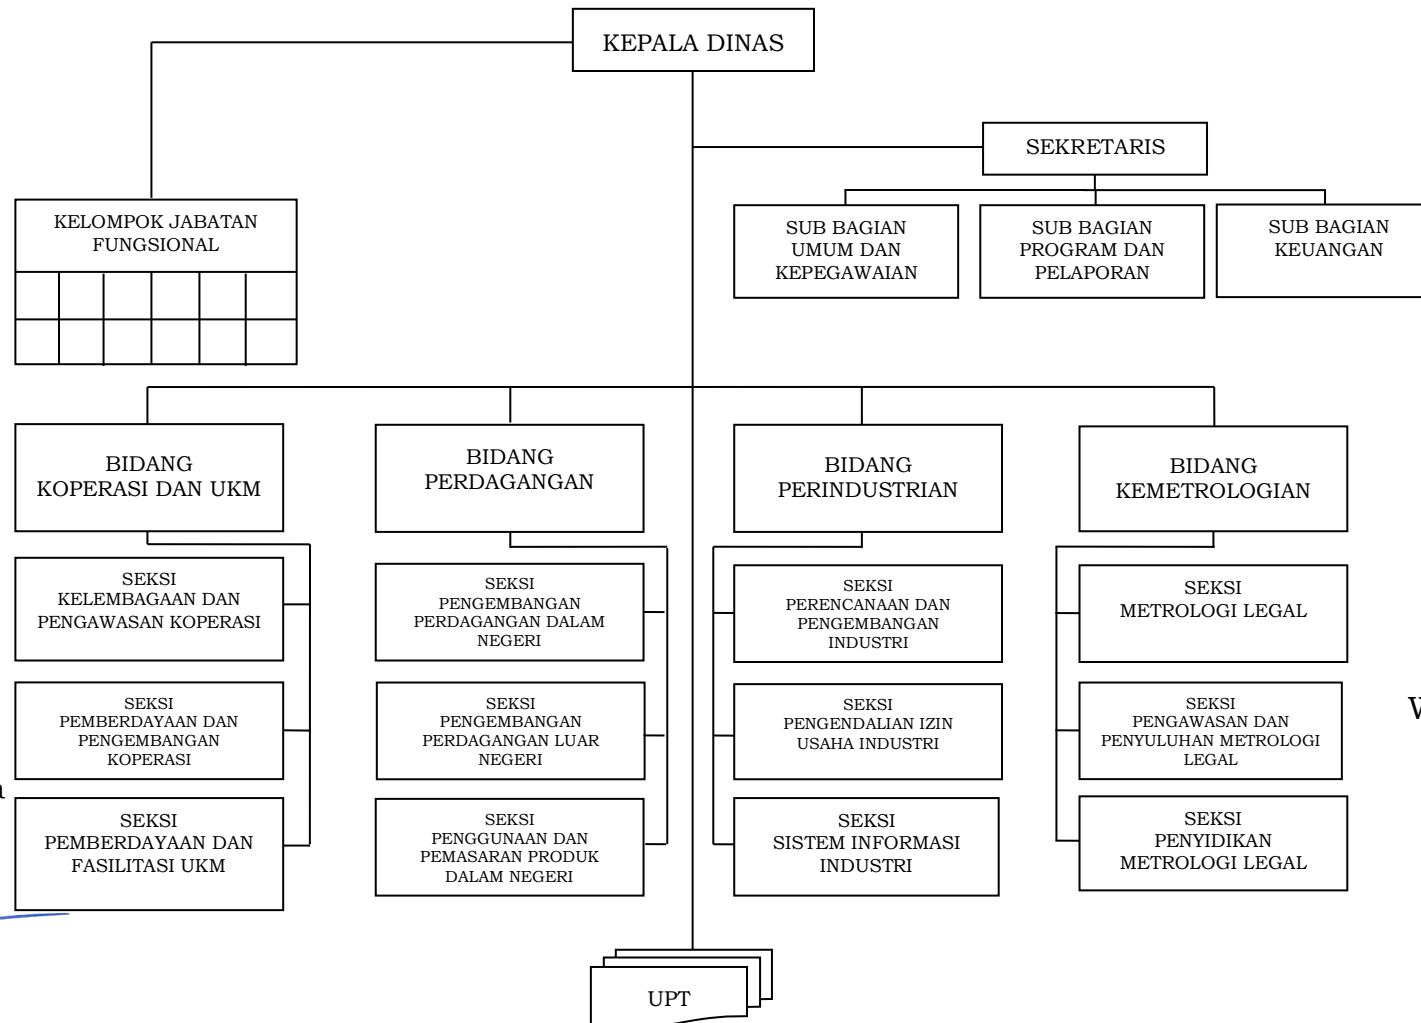 KEPALA DINAS
SEKRETARIS
KELOMPOK JABATAN
FUNGSIONAL
SUB BAGIAN
UMUM DAN
KEPEGAWAIAN
SUB BAGIAN
PROGRAM DAN
PELAPORAN
SUB BAGIAN
KEUANGAN
BIDANG
KOPERASI DAN UKM
BIDANG
PERDAGANGAN
BIDANG
PERINDUSTRIAN
BIDANG
KEMETROLOGIAN
SEKSI
KELEMBAGAAN DAN
PENGAWASAN KOPERASI
SEKSI
PENGEMBANGAN
PERDAGANGAN DALAM
NEGERI
SEKSI
PERENCANAAN DAN
PENGEMBANGAN
INDUSTRI
SEKSI
METROLOGI LEGAL
SEKSI
PEMBERDAYAAN DAN
PENGEMBANGAN
KOPERASI
SEKSI
PENGEMBANGAN
PERDAGANGAN LUAR
NEGERI
SEKSI
PENGENDALIAN IZIN
USAHA INDUSTRI
SEKSI
PENGAWASAN DAN
PENYULUHAN METROLOGI
LEGAL
SEKSI
PEMBERDAYAAN DAN
FASILITASI UKM
SEKSI
PENGGUNAAN DAN
PEMASARAN PRODUK
DALAM NEGERI
SEKSI
SISTEM INFORMASI
INDUSTRI
SEKSI
PENYIDIKAN
METROLOGI LEGAL
UPT